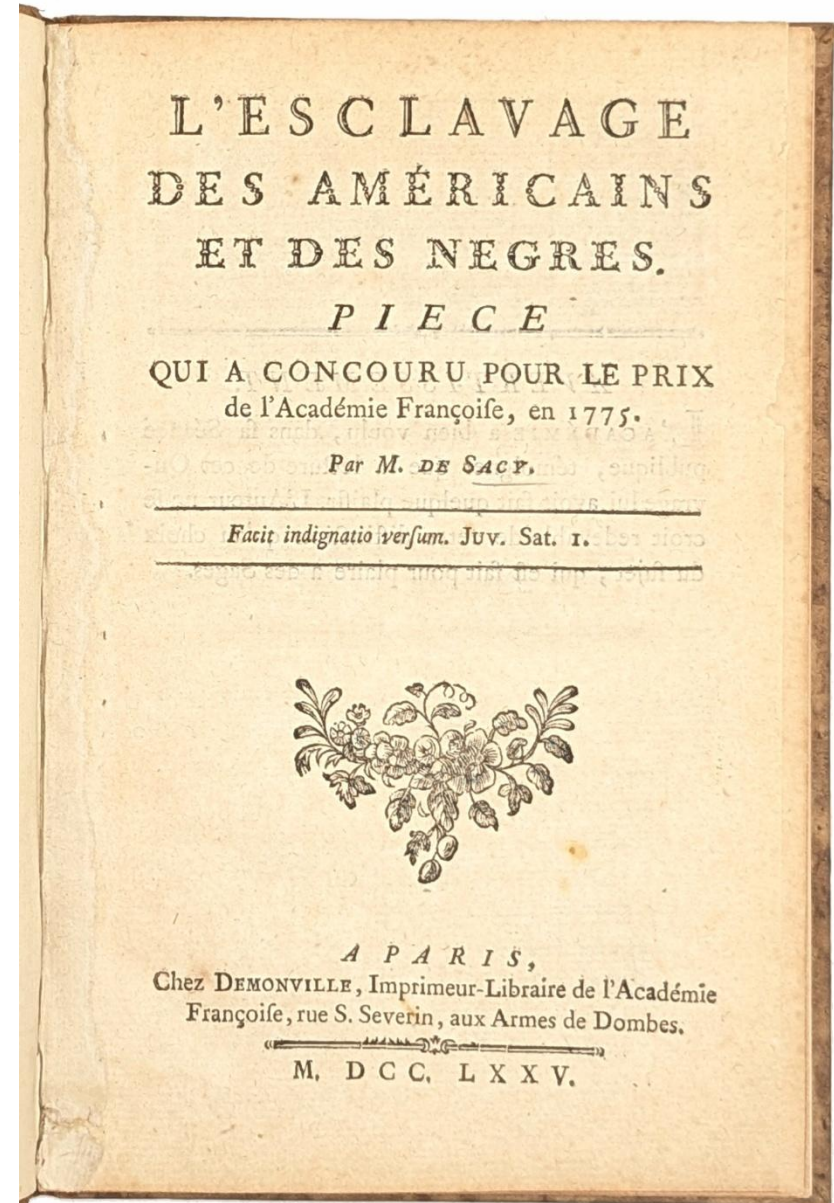 L'ESCLAVAGE
DES AMÉRICAINS
ET DES NEGRES.
PIECE
QUI A CONCOURU POUR LE PRIX
de l'Académie Françoiſe, en 1775.
Par M. DE SACY.
Facit indignatio verſum. Juv. Sat. I.
A PARIS,
Chez DEMONVILLE, Imprimeur-Libraire de l'Académie
Françoiſe, rue S. Severin, aux Armes de Dombes.
M. DCC. LXXV.